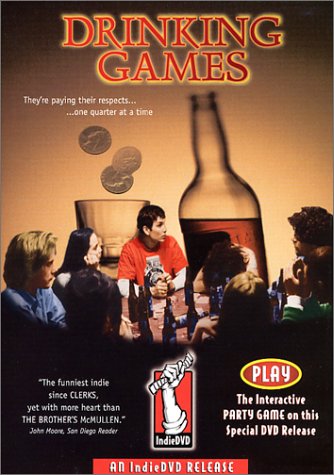 DRINKING
GAMES
They're paying their respects...
...one quarter at a time
"The funniest indie
since CLERKS,
yet with more heart than
THE BROTHER'S McMULLEN."
John Moore, San Diego Reader
IndieDVD
PLAY
The Interactive
PARTY GAME on this
Special DVD Release
AN IndieDVD RELEASE